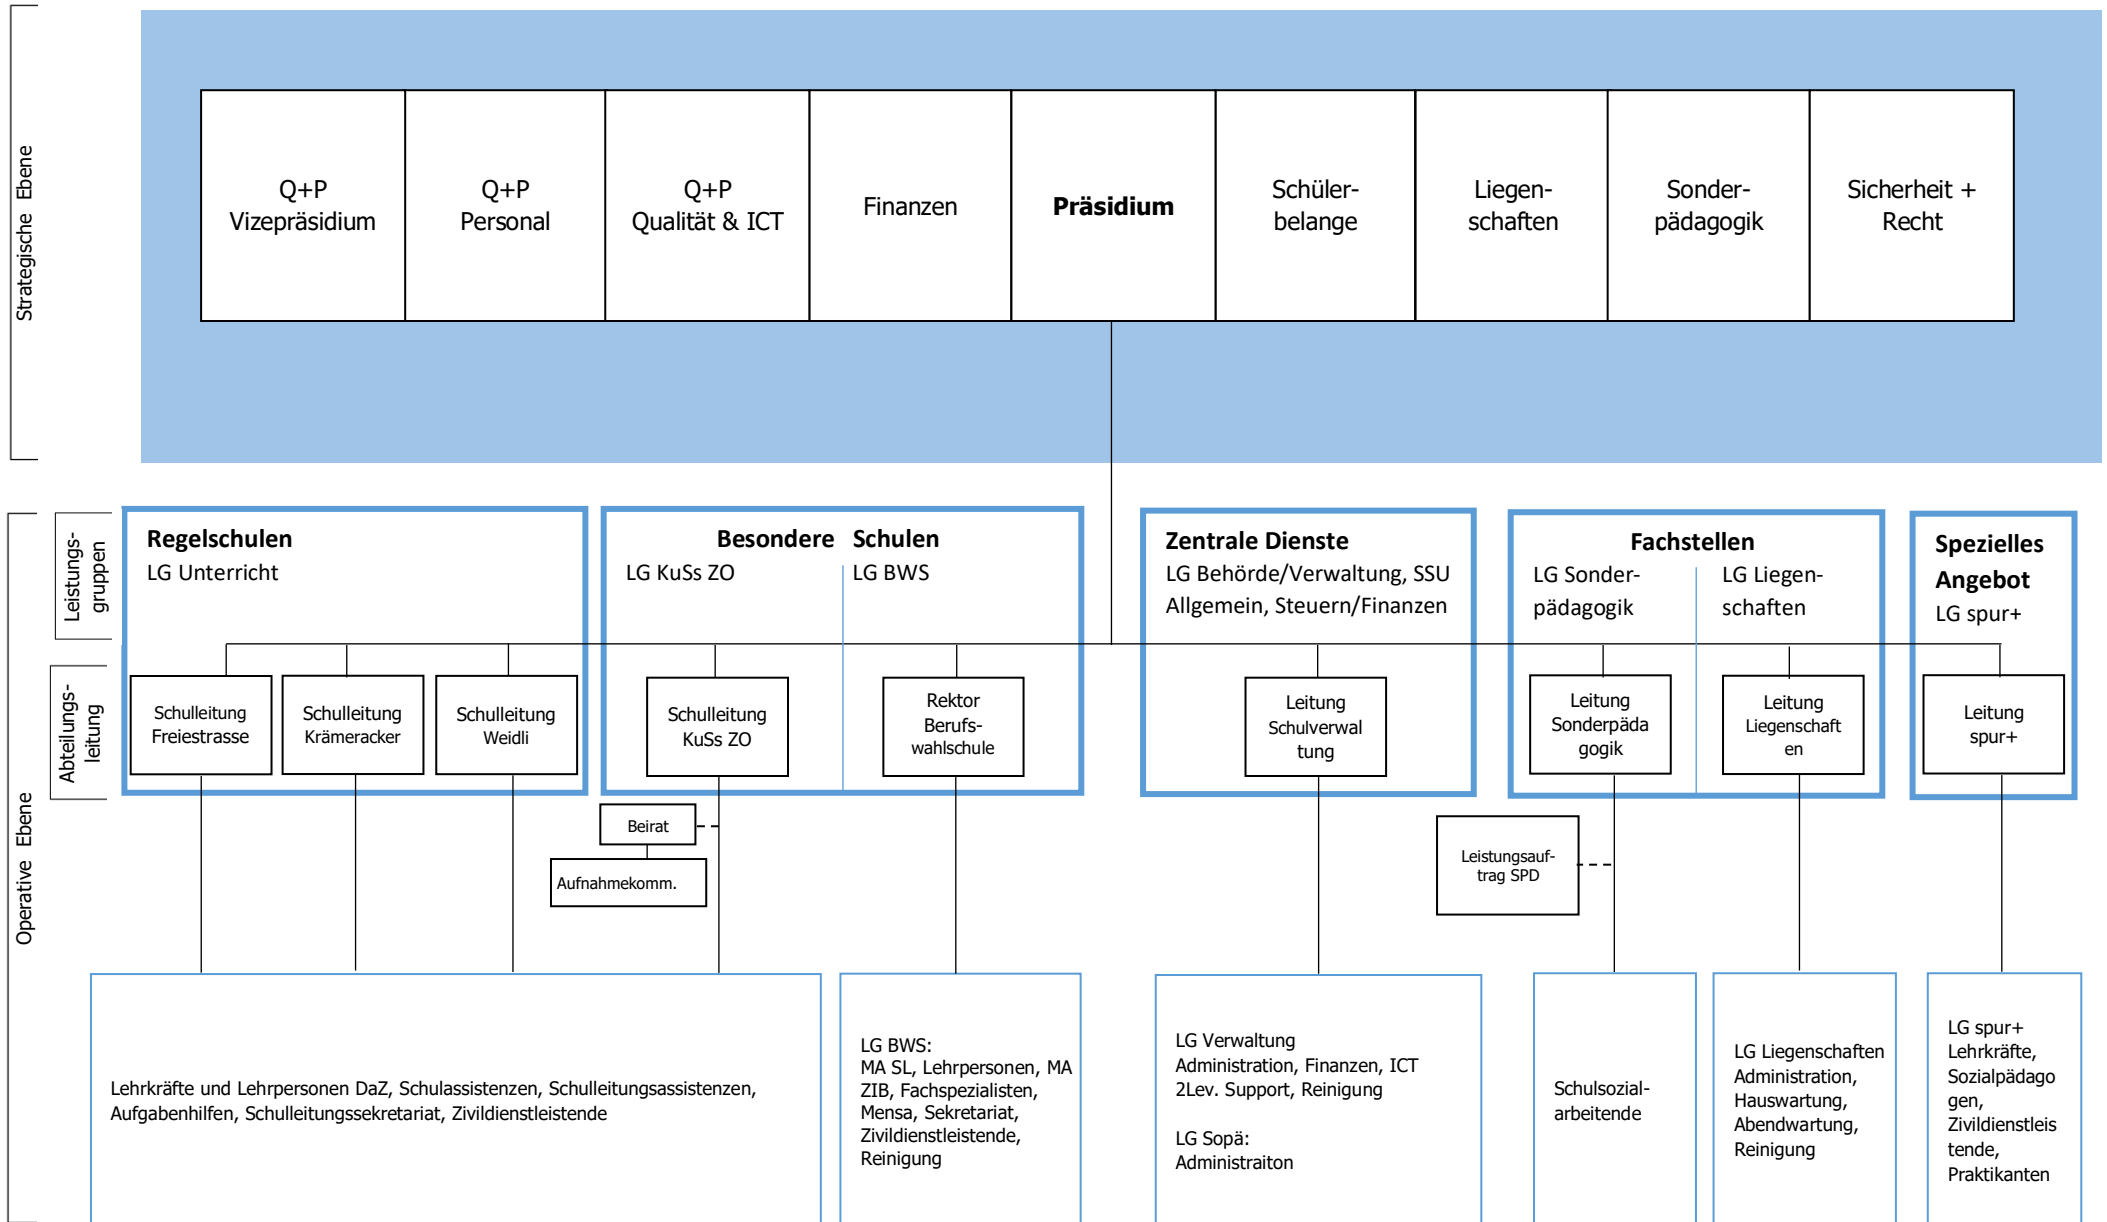 Strategische Ebene
Q+P
Vizepräsidium
Q+P
Personal
Q+P
Qualität & ICT
Finanzen
Präsidium
Schüler-
belange
Liegen-
schaften
Sonder-
pädagogik
Sicherheit +
Recht
Operative Ebene
Leistungs-
gruppen
Regelschulen
LG Unterricht
Besondere Schulen
LG KuSs ZO
LG BWS
Zentrale Dienste
LG Behörde/Verwaltung, SSU
Allgemein, Steuern/Finanzen
Fachstellen
LG Sonder-
pädagogik
LG Liegen-
schaften
Spezielles
Angebot
LG spur+
Abteilungs-
leitung
Schulleitung
Freiestrasse
Schulleitung
Krämeracker
Schulleitung
Weidli
Schulleitung
KuSs ZO
Rektor
Berufs-
wahlschule
Leitung
Schulverwal
tung
Leitung
Sonderpäda
gogik
Leitung
Liegenschaft
en
Leitung
spur+
Beirat
Aufnahmekomm.
Leistungsauf-
trag SPD
Lehrkräfte und Lehrpersonen DaZ, Schulassistenzen, Schulleitungsassistenzen,
Aufgabenhilfen, Schulleitungssekretariat, Zivildienstleistende
LG BWS:
MA SL, Lehrpersonen, MA
ZIB, Fachspezialisten,
Mensa, Sekretariat,
Zivildienstleistende,
Reinigung
LG Verwaltung
Administration, Finanzen, ICT
2Lev. Support, Reinigung
LG Sopä:
Administraiton
Schulsozial-
arbeitende
LG Liegenschaften
Administration,
Hauswartung,
Abendwartung,
Reinigung
LG spur+
Lehrkräfte,
Sozialpädago
gen,
Zivildienstleis
tende,
Praktikanten